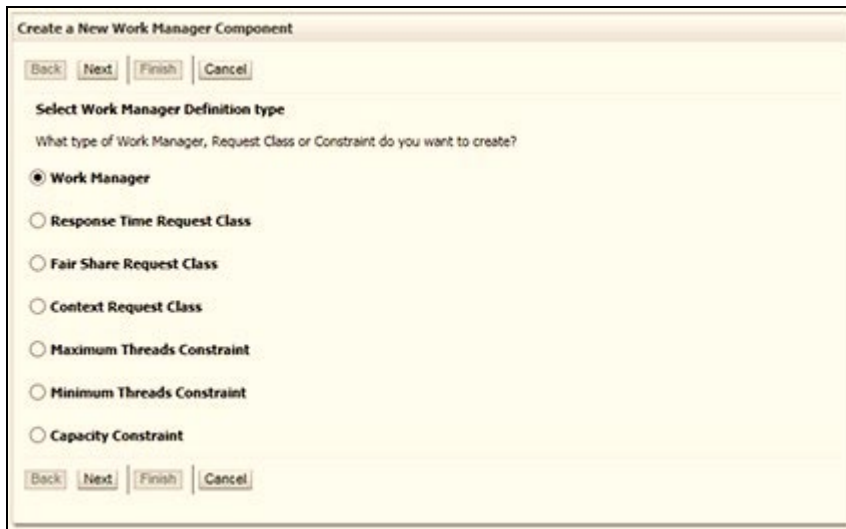 Create a New Work Manager Component
Back Next Finish Cancel
Select Work Manager Definition type
What type of Work Manager, Request Class or Constraint do you want to create?
Work Manager
Response Time Request Class
Fair Share Request Class
Context Request Class
Maximum Threads Constraint
Minimum Threads Constraint
Capacity Constraint
Back Next Finish Cancel